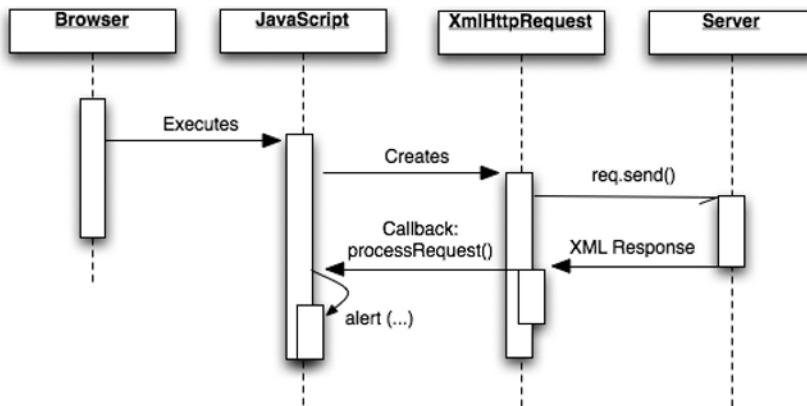 Browser
JavaScript
XmlHttpRequest
Server
Executes
Creates
req.send()
Callback:
processRequest()
XML Response
alert (...)